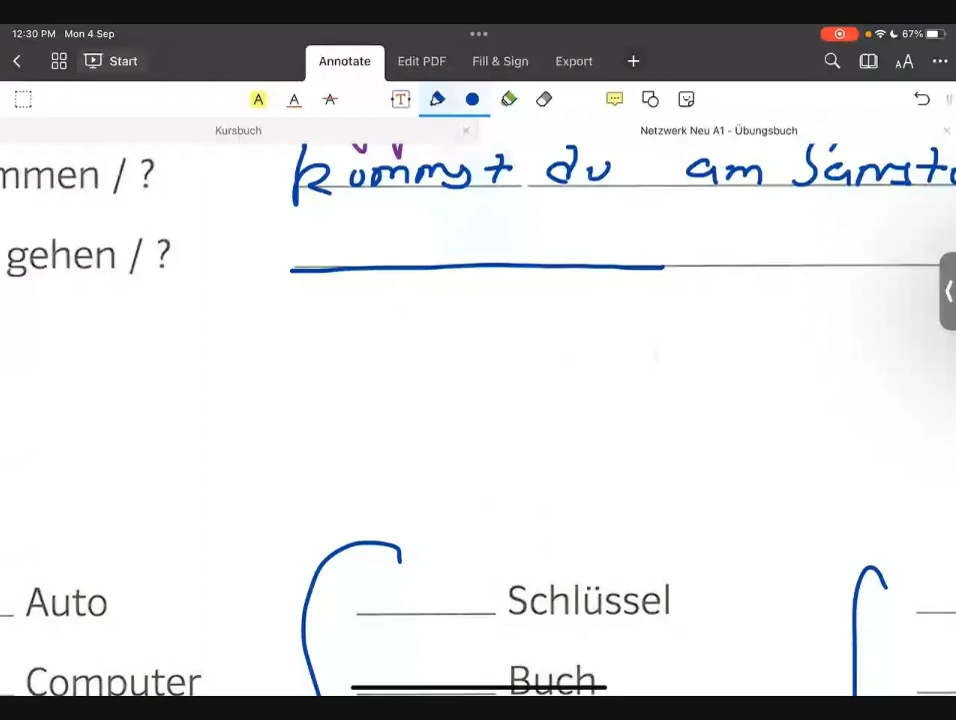 12:30 PM Mon 4 Sep
67%
Start
Annotate
Edit PDF
Fill & Sign
Export
Kursbuch
Netzwerk Neu A1 - Übungsbuch
mmen / ? kommst du am Samst
gehen / ?
Auto
Schlüssel
Computer
Buch